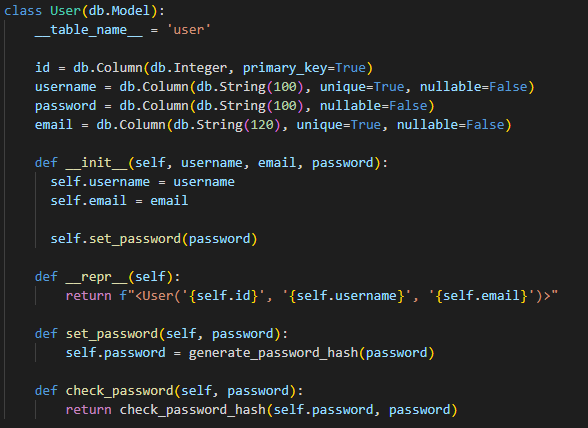 class User(db.Model):
    __table_name__ = 'user'

    id = db.Column(db.Integer, primary_key=True)
    username = db.Column(db.String(100), unique=True, nullable=False)
    password = db.Column(db.String(100), nullable=False)
    email = db.Column(db.String(120), unique=True, nullable=False)

    def __init__(self, username, email, password):
      self.username = username
      self.email = email

      self.set_password(password)

    def __repr__(self):
        return f"<User('{self.id}', '{self.username}', '{self.email}')>"

    def set_password(self, password):
        self.password = generate_password_hash(password)

    def check_password(self, password):
        return check_password_hash(self.password, password)